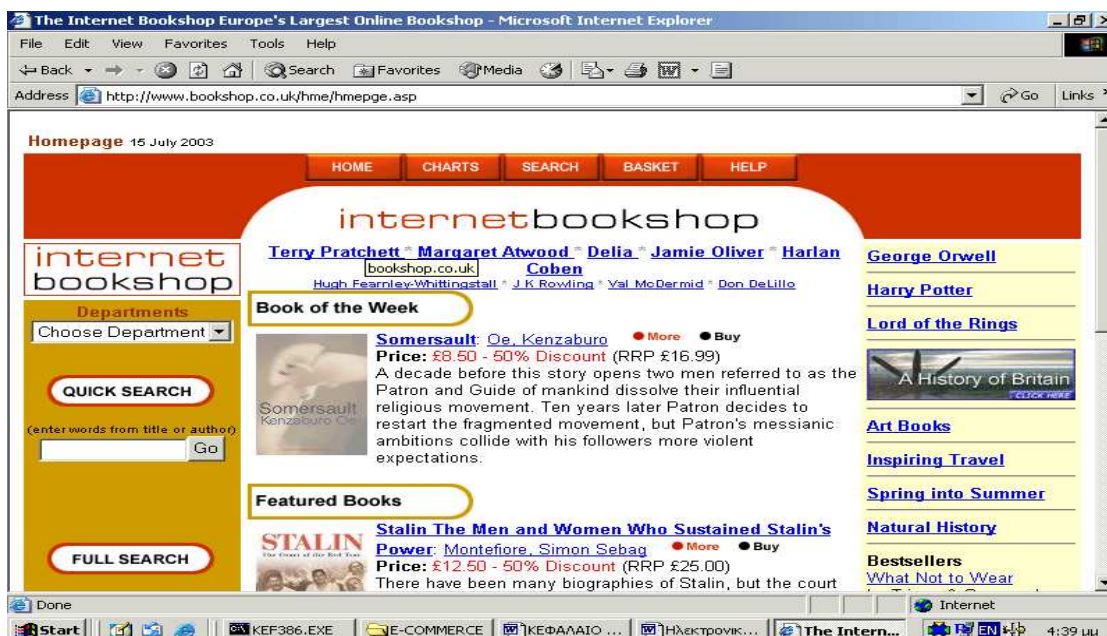 The Internet Bookshop Europe's Largest Online Bookshop - Microsoft Internet Explorer
File Edit View Favorites Tools Help
Back Search Favorites Media
Address http://www.bookshop.co.uk/hme/hmepge.asp Go Links
Homepage 15 July 2003
HOME CHARTS SEARCH BASKET HELP
internetbookshop
internet
bookshop
Departments
Choose Department
QUICK SEARCH
(enter words from title or author)
Go
FULL SEARCH
Terry Pratchett * Margaret Atwood * Delia * Jamie Oliver * Harlan
Coben
bookshop.co.uk
Hugh Fearnley-Whittingstall * J K Rowling * Val McDermid * Don DeLillo
Book of the Week
Somersault
Kenzaburo Oe
Somersault: Oe, Kenzaburo More Buy
Price: £8.50 - 50% Discount (RRP £16.99)
A decade before this story opens two men referred to as the
Patron and Guide of mankind dissolve their influential
religious movement. Ten years later Patron decides to
restart the fragmented movement, but Patron's messianic
ambitions collide with his followers more violent
expectations.
Featured Books
STALIN
Stalin The Men and Women Who Sustained Stalin's
Power: Montefiore, Simon Sebag More Buy
Price: £12.50 - 50% Discount (RRP £25.00)
There have been many biographies of Stalin, but the court
George Orwell
Harry Potter
Lord of the Rings
A History of Britain
CLICK HERE
Art Books
Inspiring Travel
Spring into Summer
Natural History
Bestsellers
What Not to Wear
Done Internet
Start KEF386.EXE E-COMMERCE ΚΕΦΑΛΑΙΟ ... Ηλεκτρονικ... The Intern... EN 4:39 μμ